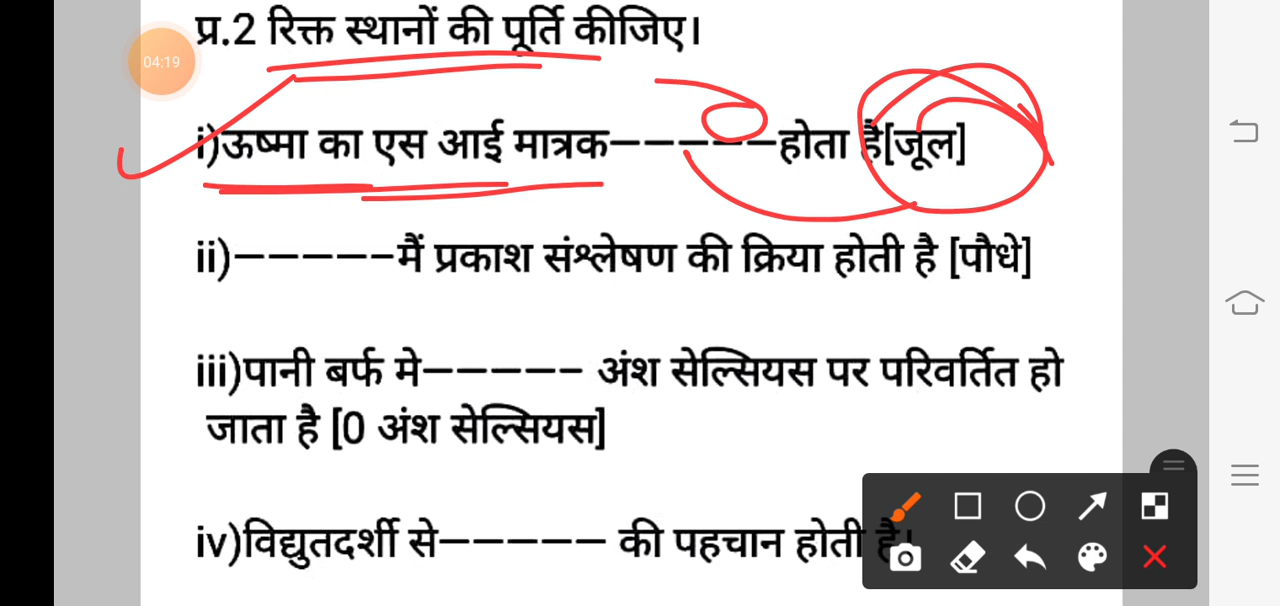 प्र.2 रिक्त स्थानों की पूर्ति कीजिए।
04:19
i)ऊष्मा का एस आई मात्रक−−−−−होता है[जूल]
ii)−−−−−मैं प्रकाश संश्लेषण की क्रिया होती है [पौधे]
iii)पानी बर्फ मे−−−−− अंश सेल्सियस पर परिवर्तित हो
जाता है [0 अंश सेल्सियस]
iv)विद्युतदर्शी से−−−−− की पहचान होती है।